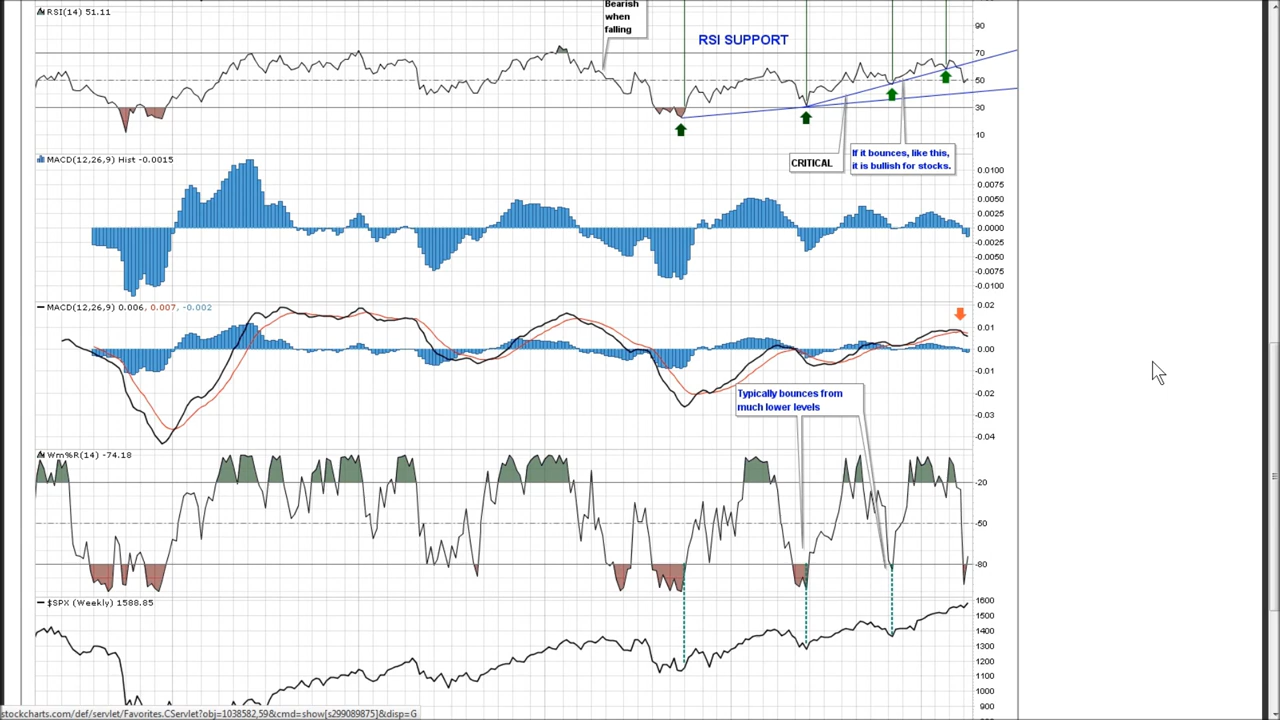 RSI(14) 51.11
Bearish
when
falling
RSI SUPPORT
90
70
50
30
10
CRITICAL
If it bounces, like this,
it is bullish for stocks.
MACD(12,26,9) Hist -0.0015
0.0100
0.0075
0.0050
0.0025
0.0000
-0.0025
-0.0050
-0.0075
-0.0100
MACD(12,26,9) 0.006, 0.007, -0.002
0.02
0.01
0.00
-0.01
-0.02
-0.03
-0.04
Typically bounces from
much lower levels
Wm%R(14) -74.18
-20
-50
-80
$SPX (Weekly) 1588.85
1600
1500
1400
1300
1200
1100
1000
900
stockcharts.com/def/servlet/Favorites.CServlet?obj=1038582,59&cmd=show[s299089875]&disp=G